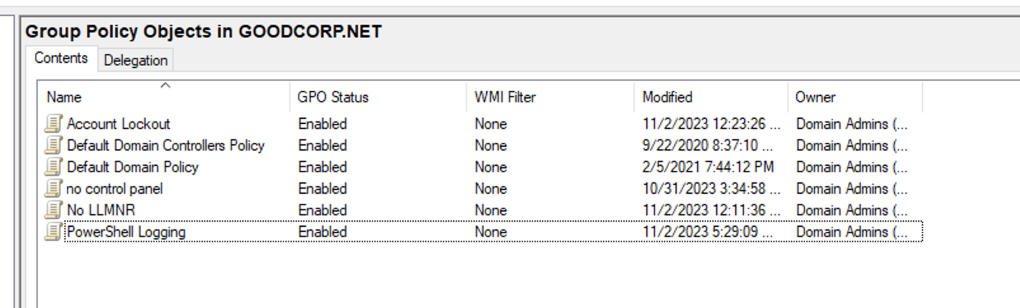 Group Policy Objects in GOODCORP.NET
Contents Delegation
Name GPO Status WMI Filter Modified Owner
Account Lockout Enabled None 11/2/2023 12:23:26 ... Domain Admins (...
Default Domain Controllers Policy Enabled None 9/22/2020 8:37:10 ... Domain Admins (...
Default Domain Policy Enabled None 2/5/2021 7:44:12 PM Domain Admins (...
no control panel Enabled None 10/31/2023 3:34:58 ... Domain Admins (...
No LLMNR Enabled None 11/2/2023 12:11:36 ... Domain Admins (...
PowerShell Logging Enabled None 11/2/2023 5:29:09 ... Domain Admins (...